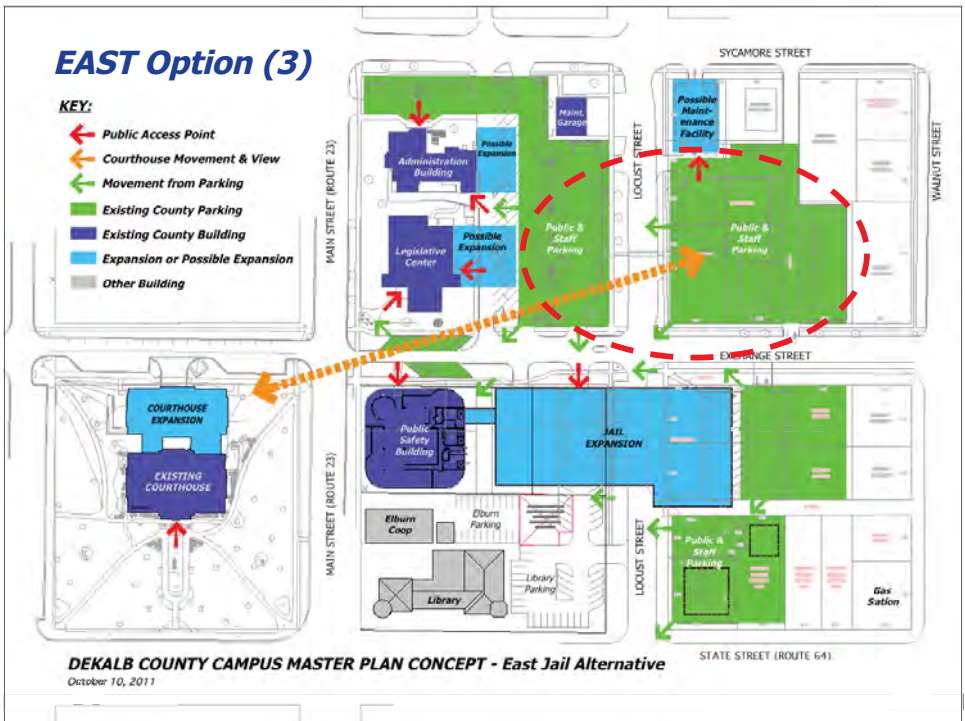 EAST Option (3)
KEY:
Public Access Point
Courthouse Movement & View
Movement from Parking
Existing County Parking
Existing County Building
Expansion or Possible Expansion
Other Building
SYCAMORE STREET
MAIN STREET (ROUTE 23)
LOCUST STREET
WALNUT STREET
Maint.
Garage
Possible
Maint-
enance
Facility
Administration
Building
Possible
Expansion
Legislative
Center
Possible
Expansion
Public &
Staff
Parking
Public &
Staff
Parking
EXCHANGE STREET
COURTHOUSE
EXPANSION
EXISTING
COURTHOUSE
MAIN STREET (ROUTE 23)
Public
Safety
Building
JAIL
EXPANSION
Elburn
Coop
Elburn
Parking
Library
Library
Parking
LOCUST STREET
Public &
Staff
Parking
Gas
Sation
STATE STREET (ROUTE 64)
DEKALB COUNTY CAMPUS MASTER PLAN CONCEPT - East Jail Alternative
October 10, 2011